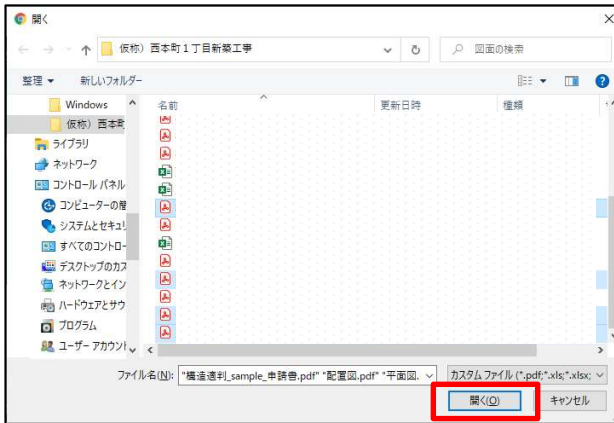 開く
仮称）西本町１丁目新築工事
図面の検索
整理
新しいフォルダー
Windows
仮称）西本町
ライブラリ
ネットワーク
コントロール パネル
コンピューターの簡
システムとセキュリ
すべてのコントロー
デスクトップのカス
ネットワークとイン
ハードウェアとサウ
プログラム
ユーザー アカウント
名前
更新日時
種類
ファイル名(N):
"構造適判_sample_申請書.pdf" "配置図.pdf" "平面図.
カスタム ファイル (*.pdf;*.xls;*.xlsx;
開く(O)
キャンセル